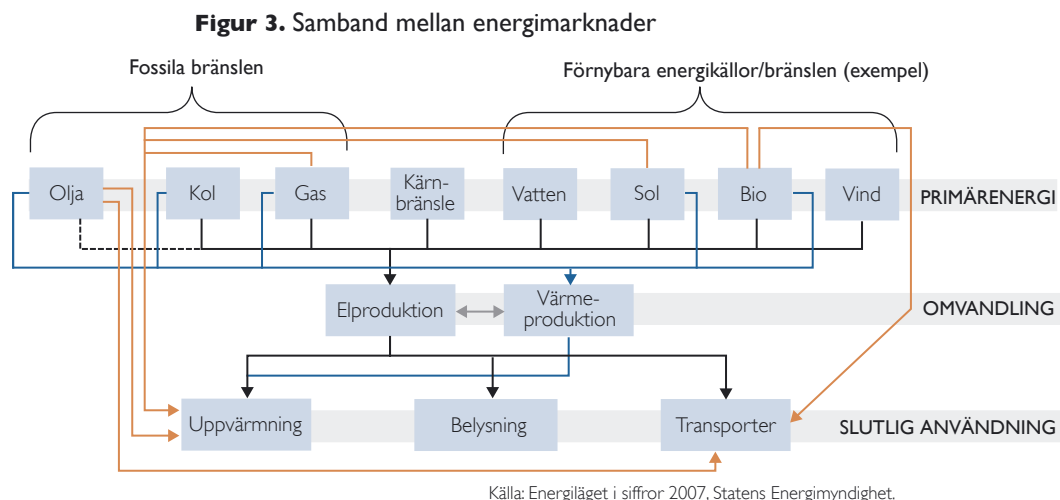 Figur 3. Samband mellan energimarknader
Fossila bränslen
Förnybara energikällor/bränslen (exempel)
Olja
Kol
Gas
Kärn-
bränsle
Vatten
Sol
Bio
Vind
PRIMÄRENERGI
Elproduktion
Värme-
produktion
OMVANDLING
Uppvärmning
Belysning
Transporter
SLUTLIG ANVÄNDNING
Källa: Energiläget i siffror 2007, Statens Energimyndighet.